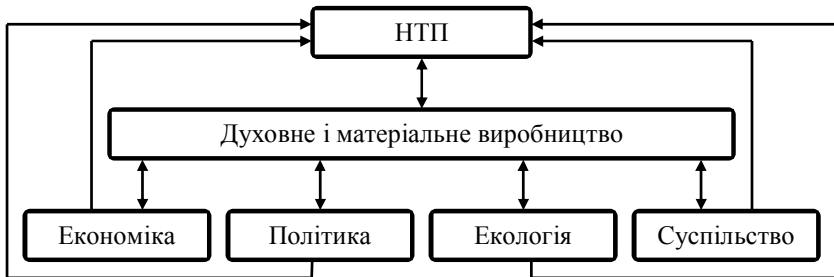 НТП
Духовне і матеріальне виробництво
Економіка
Політика
Екологія
Суспільство